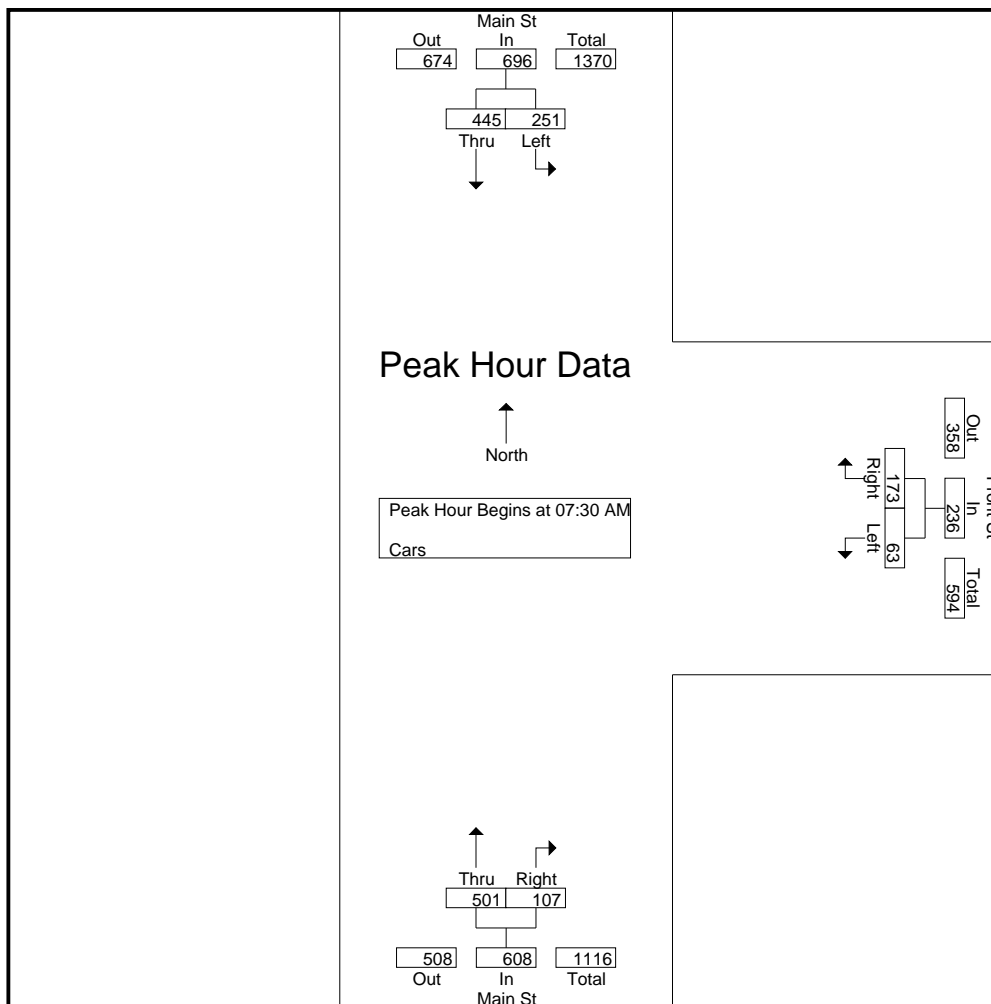 Main St
Out In Total
674 696 1370
445 251
Thru Left
Peak Hour Data
North
Peak Hour Begins at 07:30 AM
Cars
Out In Total
358 236 594
173 63
Right Left
Thru Right
501 107
508 608 1116
Out In Total
Main St